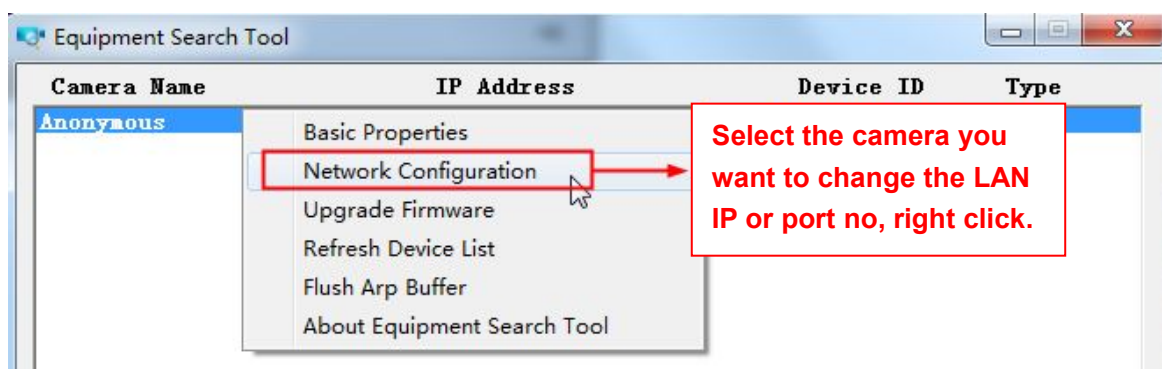 Equipment Search Tool
Camera Name IP Address Device ID Type
Anonymous
Basic Properties
Network Configuration
Upgrade Firmware
Refresh Device List
Flush Arp Buffer
About Equipment Search Tool
Select the camera you
want to change the LAN
IP or port no, right click.